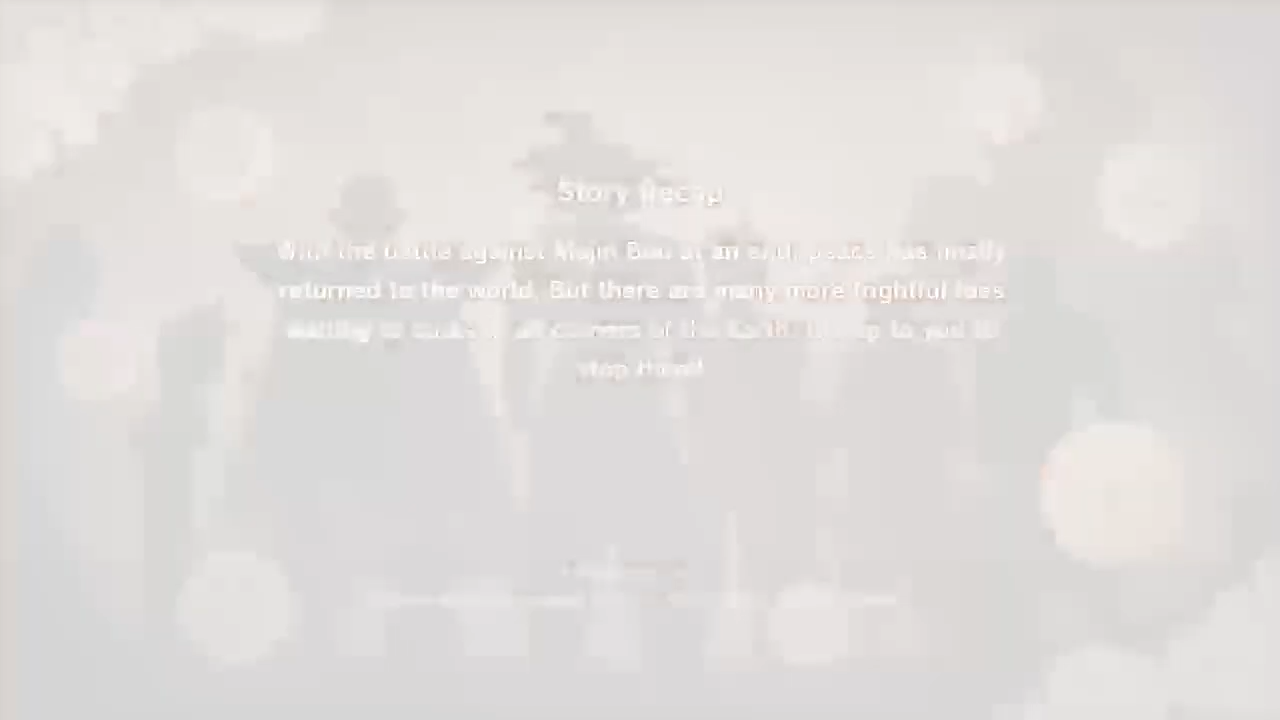 Story Recap
With the battle against Majin Buu at an end, peace has finally
returned to the world. But there are many more frightful foes
waiting in all corners of the Earth. It's up to you to
stop them!